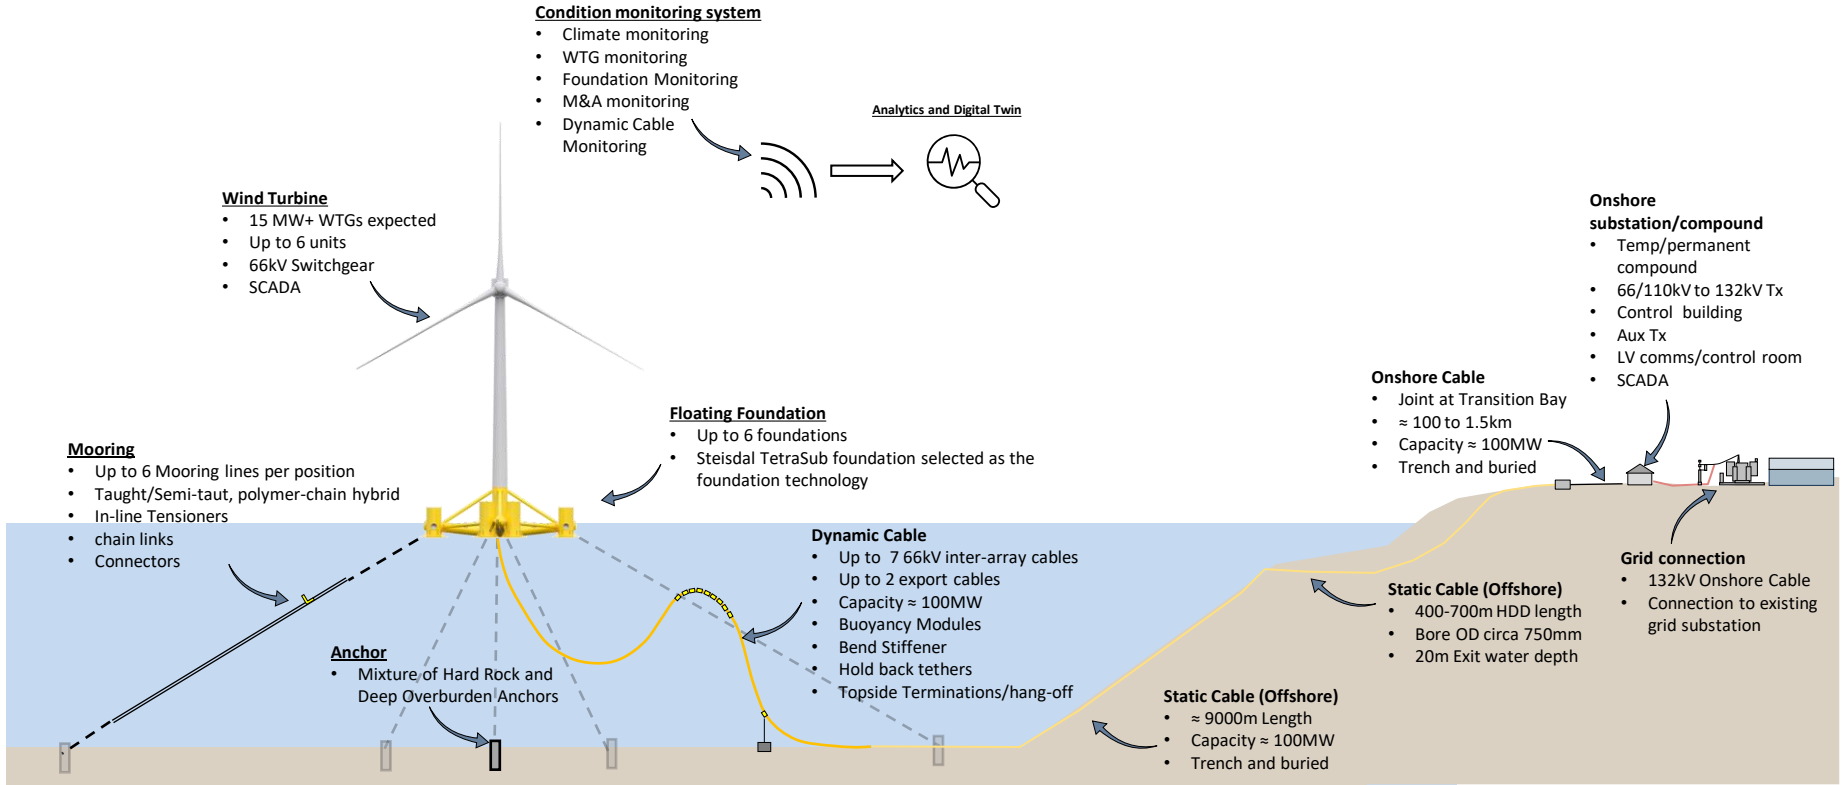 Condition monitoring system
• Climate monitoring
• WTG monitoring
• Foundation Monitoring
• M&A monitoring
• Dynamic Cable
Monitoring
Analytics and Digital Twin
Wind Turbine
• 15 MW+ WTGs expected
• Up to 6 units
• 66kV Switchgear
• SCADA
Onshore
substation/compound
• Temp/permanent
compound
• 66/110kV to 132kV Tx
• Control building
• Aux Tx
• LV comms/control room
• SCADA
Onshore Cable
• Joint at Transition Bay
• ≈ 100 to 1.5km
• Capacity ≈ 100MW
• Trench and buried
Floating Foundation
• Up to 6 foundations
• Steisdal TetraSub foundation selected as the
foundation technology
Mooring
• Up to 6 Mooring lines per position
• Taught/Semi-taut, polymer-chain hybrid
• In-line Tensioners
• chain links
• Connectors
Dynamic Cable
• Up to 7 66kV inter-array cables
• Up to 2 export cables
• Capacity ≈ 100MW
• Buoyancy Modules
• Bend Stiffener
• Hold back tethers
• Topside Terminations/hang-off
Grid connection
• 132kV Onshore Cable
• Connection to existing
grid substation
Static Cable (Offshore)
• 400-700m HDD length
• Bore OD circa 750mm
• 20m Exit water depth
Anchor
• Mixture of Hard Rock and
Deep Overburden Anchors
Static Cable (Offshore)
• ≈ 9000m Length
• Capacity ≈ 100MW
• Trench and buried